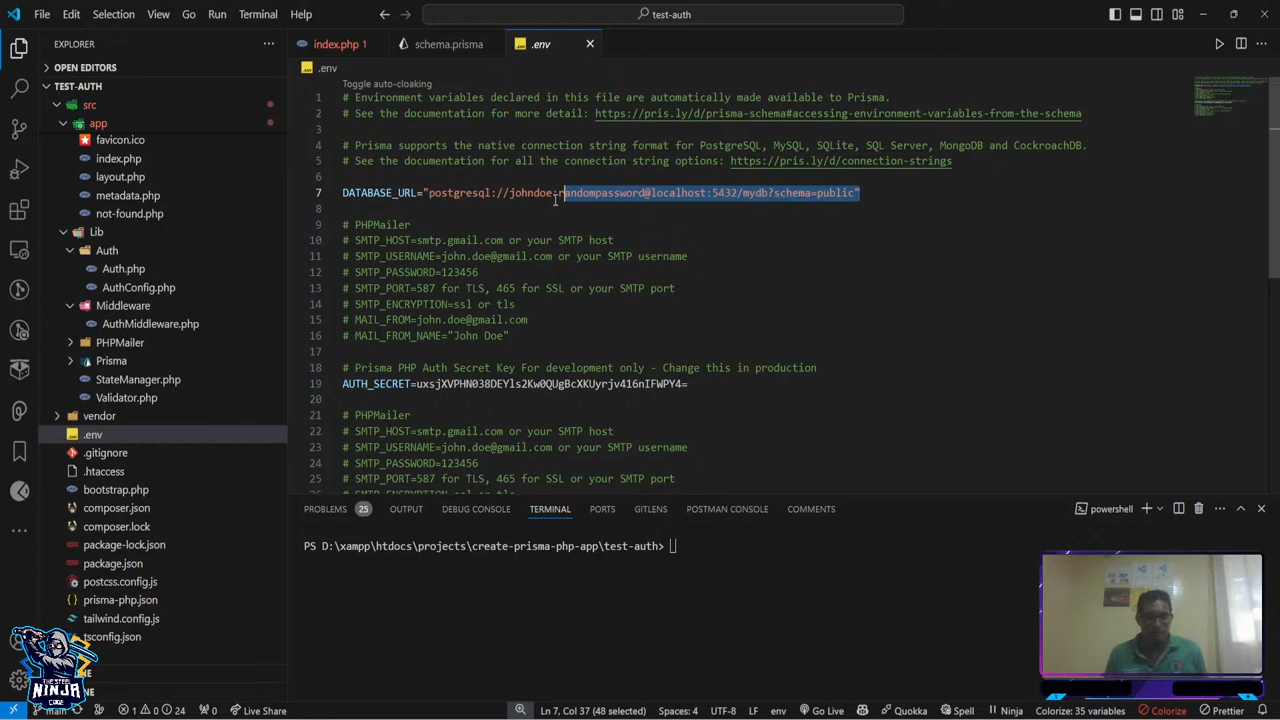 File Edit Selection View Go Run Terminal Help
test-auth
EXPLORER
index.php 1
schema.prisma
.env
OPEN EDITORS
.env
TEST-AUTH
src
app
favicon.ico
index.php
layout.php
metadata.php
not-found.php
Lib
Auth
Auth.php
AuthConfig.php
Middleware
AuthMiddleware.php
PHPMailer
Prisma
StateManager.php
Validator.php
vendor
.env
.gitignore
.htaccess
bootstrap.php
composer.json
composer.lock
package-lock.json
package.json
postcss.config.js
prisma-php.json
tailwind.config.js
tsconfig.json
Toggle auto-cloaking
1 # Environment variables declared in this file are automatically made available to Prisma.
2 # See the documentation for more detail: https://pris.ly/d/prisma-schema#accessing-environment-variables-from-the-schema
3
4 # Prisma supports the native connection string format for PostgreSQL, MySQL, SQLite, SQL Server, MongoDB and CockroachDB.
5 # See the documentation for all the connection string options: https://pris.ly/d/connection-strings
6
7 DATABASE_URL="postgresql://johndoe:randompassword@localhost:5432/mydb?schema=public"
8
9 # PHPMailer
10 # SMTP_HOST=smtp.gmail.com or your SMTP host
11 # SMTP_USERNAME=john.doe@gmail.com or your SMTP username
12 # SMTP_PASSWORD=123456
13 # SMTP_PORT=587 for TLS, 465 for SSL or your SMTP port
14 # SMTP_ENCRYPTION=ssl or tls
15 # MAIL_FROM=john.doe@gmail.com
16 # MAIL_FROM_NAME="John Doe"
17
18 # Prisma PHP Auth Secret Key For development only - Change this in production
19 AUTH_SECRET=uxsjXVPHN038DEYls2Kw0QUgBcXKUyrjv416nIFWPY4=
20
21 # PHPMailer
22 # SMTP_HOST=smtp.gmail.com or your SMTP host
23 # SMTP_USERNAME=john.doe@gmail.com or your SMTP username
24 # SMTP_PASSWORD=123456
25 # SMTP_PORT=587 for TLS, 465 for SSL or your SMTP port
# SMTP_ENCRYPTION=ssl or tls
PROBLEMS 25 OUTPUT DEBUG CONSOLE TERMINAL PORTS GITLENS POSTMAN CONSOLE COMMENTS
powershell
PS D:\xampp\htdocs\projects\create-prisma-php-app\test-auth>
THE STEEL
NINJA
CODE
main 1 0 24 0 Live Share
Ln 7, Col 37 (48 selected) Spaces: 4 UTF-8 LF env Go Live Ninja Quokka Spell Colorize: 35 variables Colorize Prettier